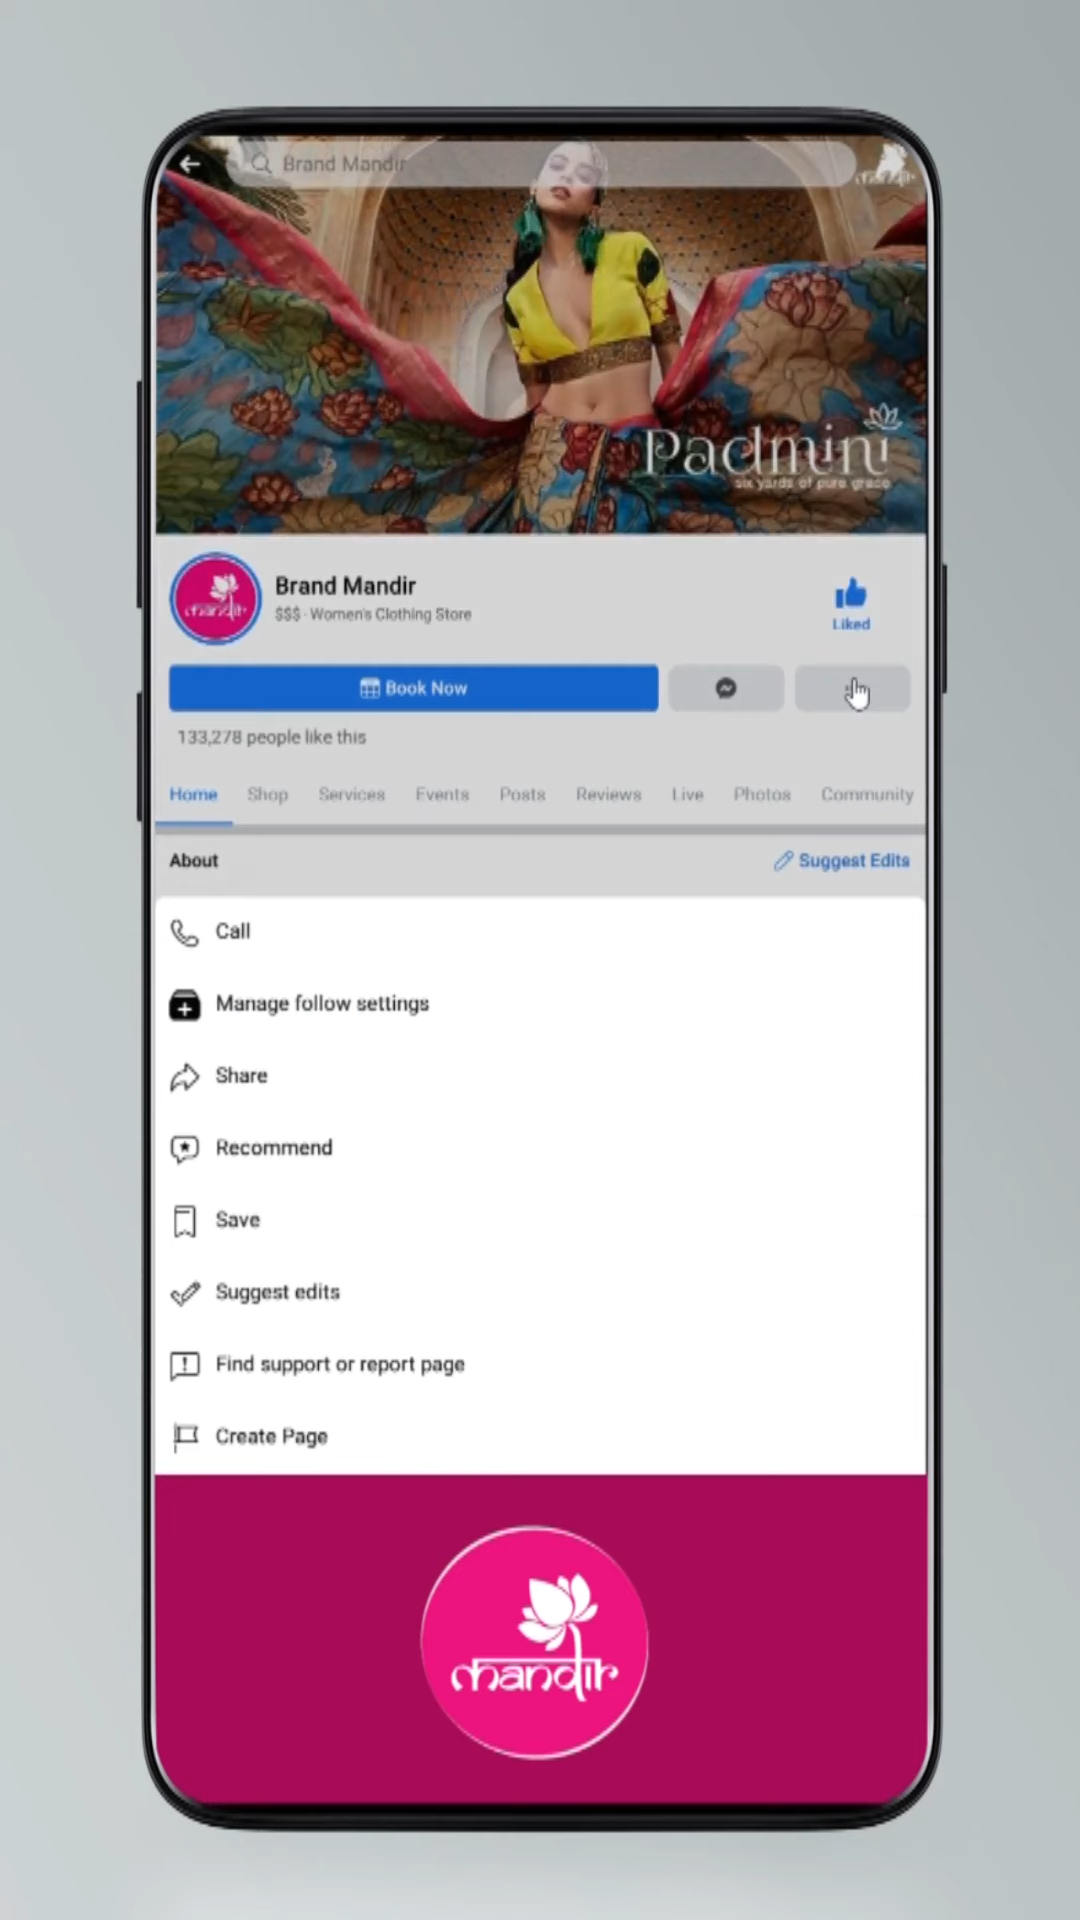 Brand Mandir
mandir
Padmini
six yards of pure grace
mandir
Brand Mandir
$$$ · Women's Clothing Store
Liked
Book Now
133,278 people like this
Home Shop Services Events Posts Reviews Live Photos Community
About
Suggest Edits
Call
Manage follow settings
Share
Recommend
Save
Suggest edits
Find support or report page
Create Page
mandir